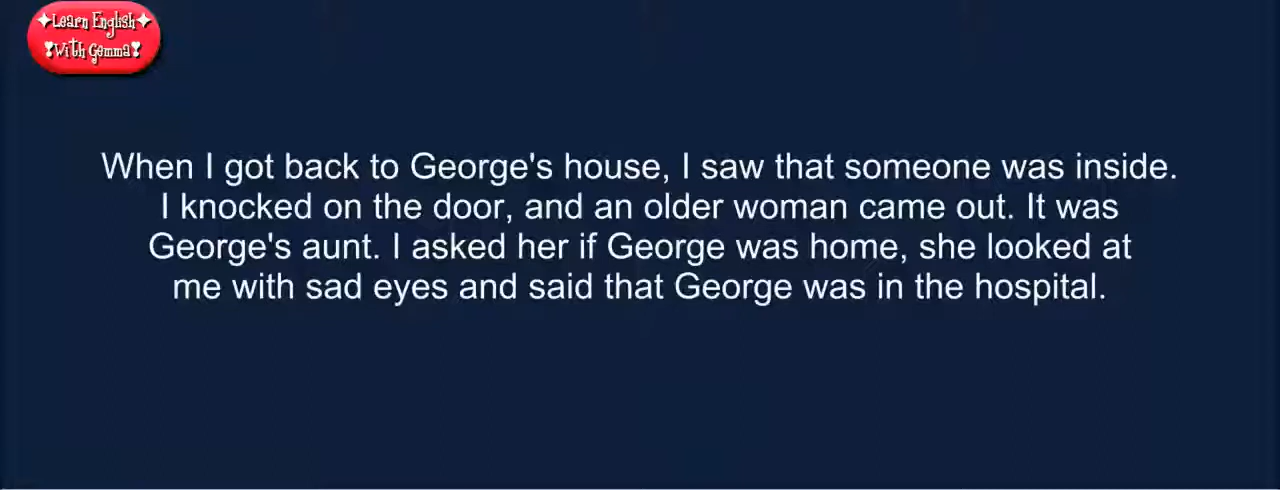 ✦Learn English✦
❣With Gemma❣
When I got back to George's house, I saw that someone was inside.
I knocked on the door, and an older woman came out. It was
George's aunt. I asked her if George was home, she looked at
me with sad eyes and said that George was in the hospital.